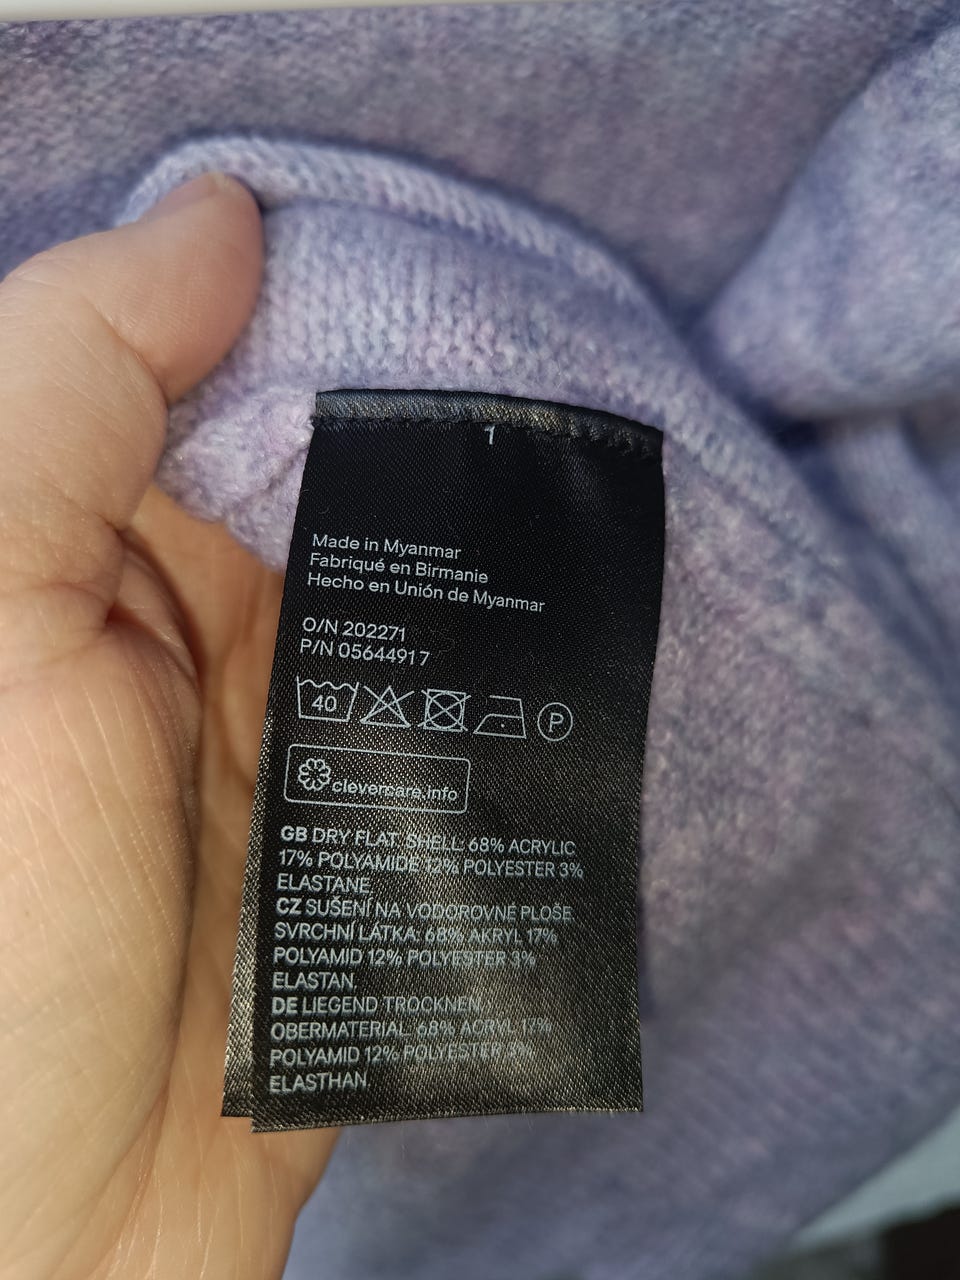 1
Made in Myanmar
Fabriqué en Birmanie
Hecho en Unión de Myanmar
O/N 202271
P/N 05644917
40 P
clevercare.info
GB DRY FLAT. SHELL: 68% ACRYLIC
17% POLYAMIDE 12% POLYESTER 3%
ELASTANE.
CZ SUŠENÍ NA VODOROVNÉ PLOŠE.
SVRCHNÍ LÁTKA: 68% AKRYL 17%
POLYAMID 12% POLYESTER 3%
ELASTAN.
DE LIEGEND TROCKNEN.
OBERMATERIAL: 68% ACRYL 17%
POLYAMID 12% POLYESTER 3%
ELASTHAN.